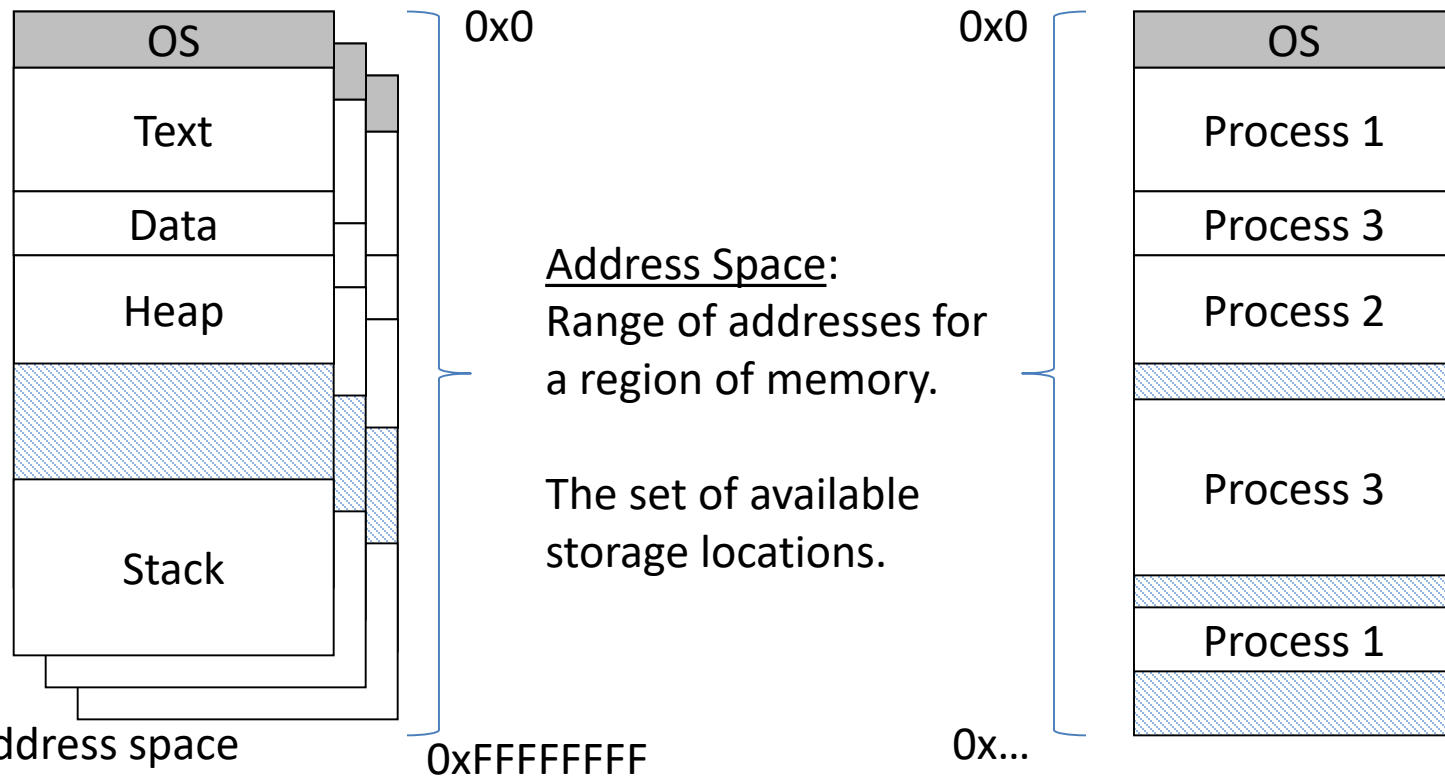 OS
Text
Data
Heap
Stack
0x0
0xFFFFFFFF
Address Space:
Range of addresses for
a region of memory.
The set of available
storage locations.
0x0
0x...
OS
Process 1
Process 3
Process 2
Process 3
Process 1
address space